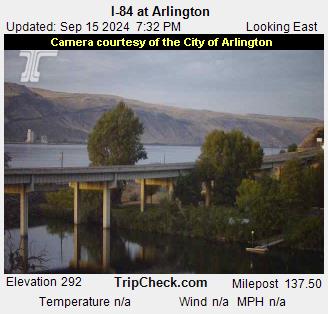 I-84 at Arlington
Updated: Sep 15 2024 7:32 PM Looking East
Camera courtesy of the City of Arlington
Elevation 292 TripCheck.com Milepost 137.50
Temperature n/a Wind n/a MPH n/a